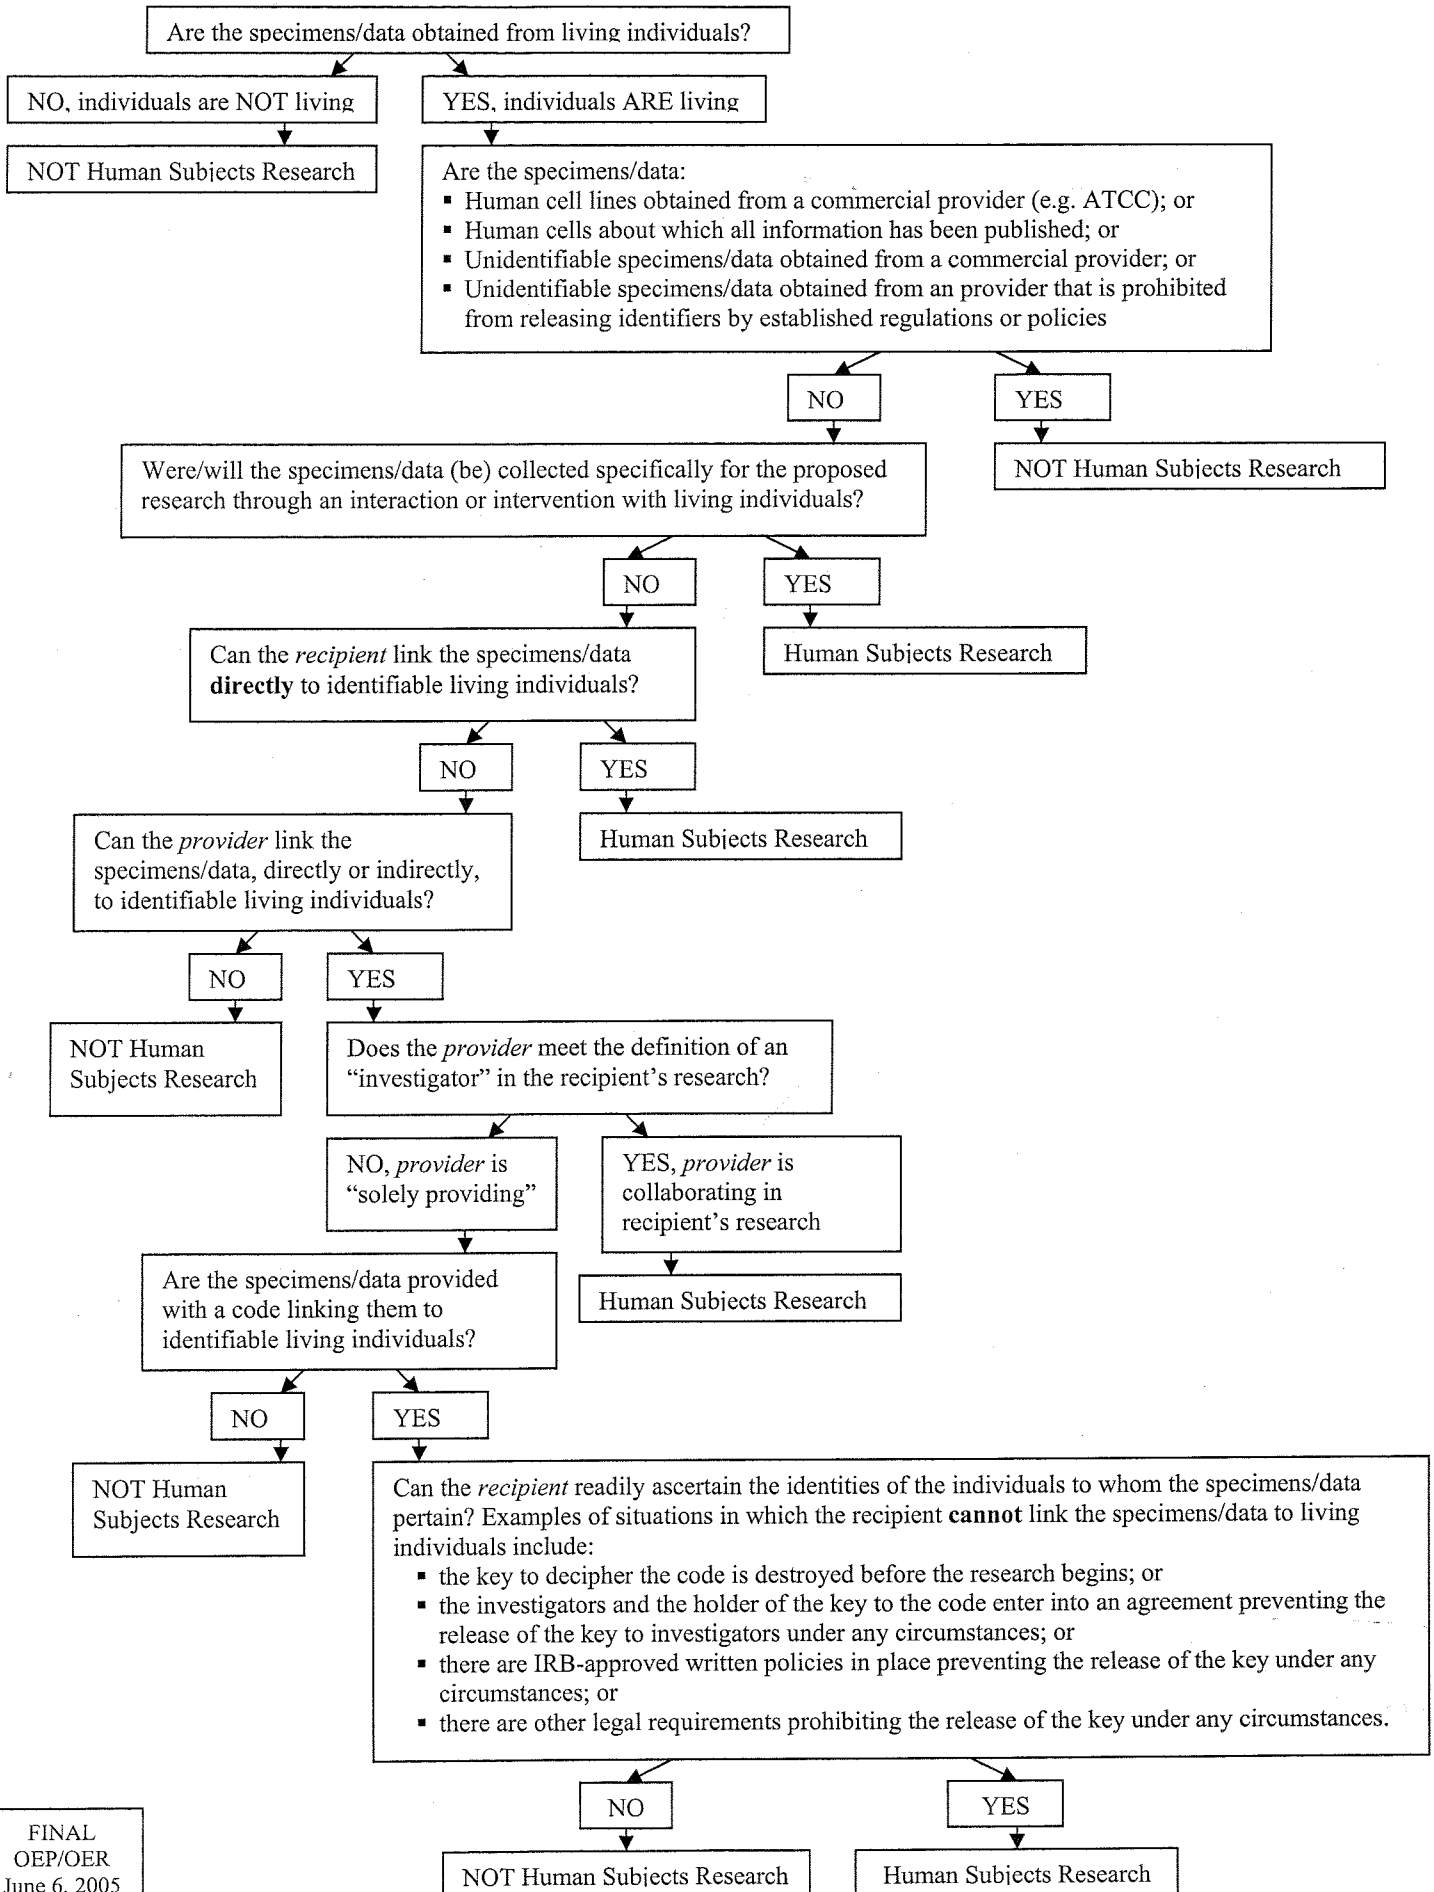 Are the specimens/data obtained from living individuals?
NO, individuals are NOT living
YES, individuals ARE living
NOT Human Subjects Research
Are the specimens/data:
▪ Human cell lines obtained from a commercial provider (e.g. ATCC); or
▪ Human cells about which all information has been published; or
▪ Unidentifiable specimens/data obtained from a commercial provider; or
▪ Unidentifiable specimens/data obtained from an provider that is prohibited
from releasing identifiers by established regulations or policies
NO
YES
NOT Human Subjects Research
Were/will the specimens/data (be) collected specifically for the proposed
research through an interaction or intervention with living individuals?
NO
YES
Human Subjects Research
Can the recipient link the specimens/data
directly to identifiable living individuals?
NO
YES
Human Subjects Research
Can the provider link the
specimens/data, directly or indirectly,
to identifiable living individuals?
NO
YES
NOT Human
Subjects Research
Does the provider meet the definition of an
“investigator” in the recipient's research?
NO, provider is
“solely providing”
YES, provider is
collaborating in
recipient's research
Human Subjects Research
Are the specimens/data provided
with a code linking them to
identifiable living individuals?
NO
YES
NOT Human
Subjects Research
Can the recipient readily ascertain the identities of the individuals to whom the specimens/data
pertain? Examples of situations in which the recipient cannot link the specimens/data to living
individuals include:
▪ the key to decipher the code is destroyed before the research begins; or
▪ the investigators and the holder of the key to the code enter into an agreement preventing the
release of the key to investigators under any circumstances; or
▪ there are IRB-approved written policies in place preventing the release of the key under any
circumstances; or
▪ there are other legal requirements prohibiting the release of the key under any circumstances.
NO
YES
NOT Human Subjects Research
Human Subjects Research
FINAL
OEP/OER
June 6, 2005